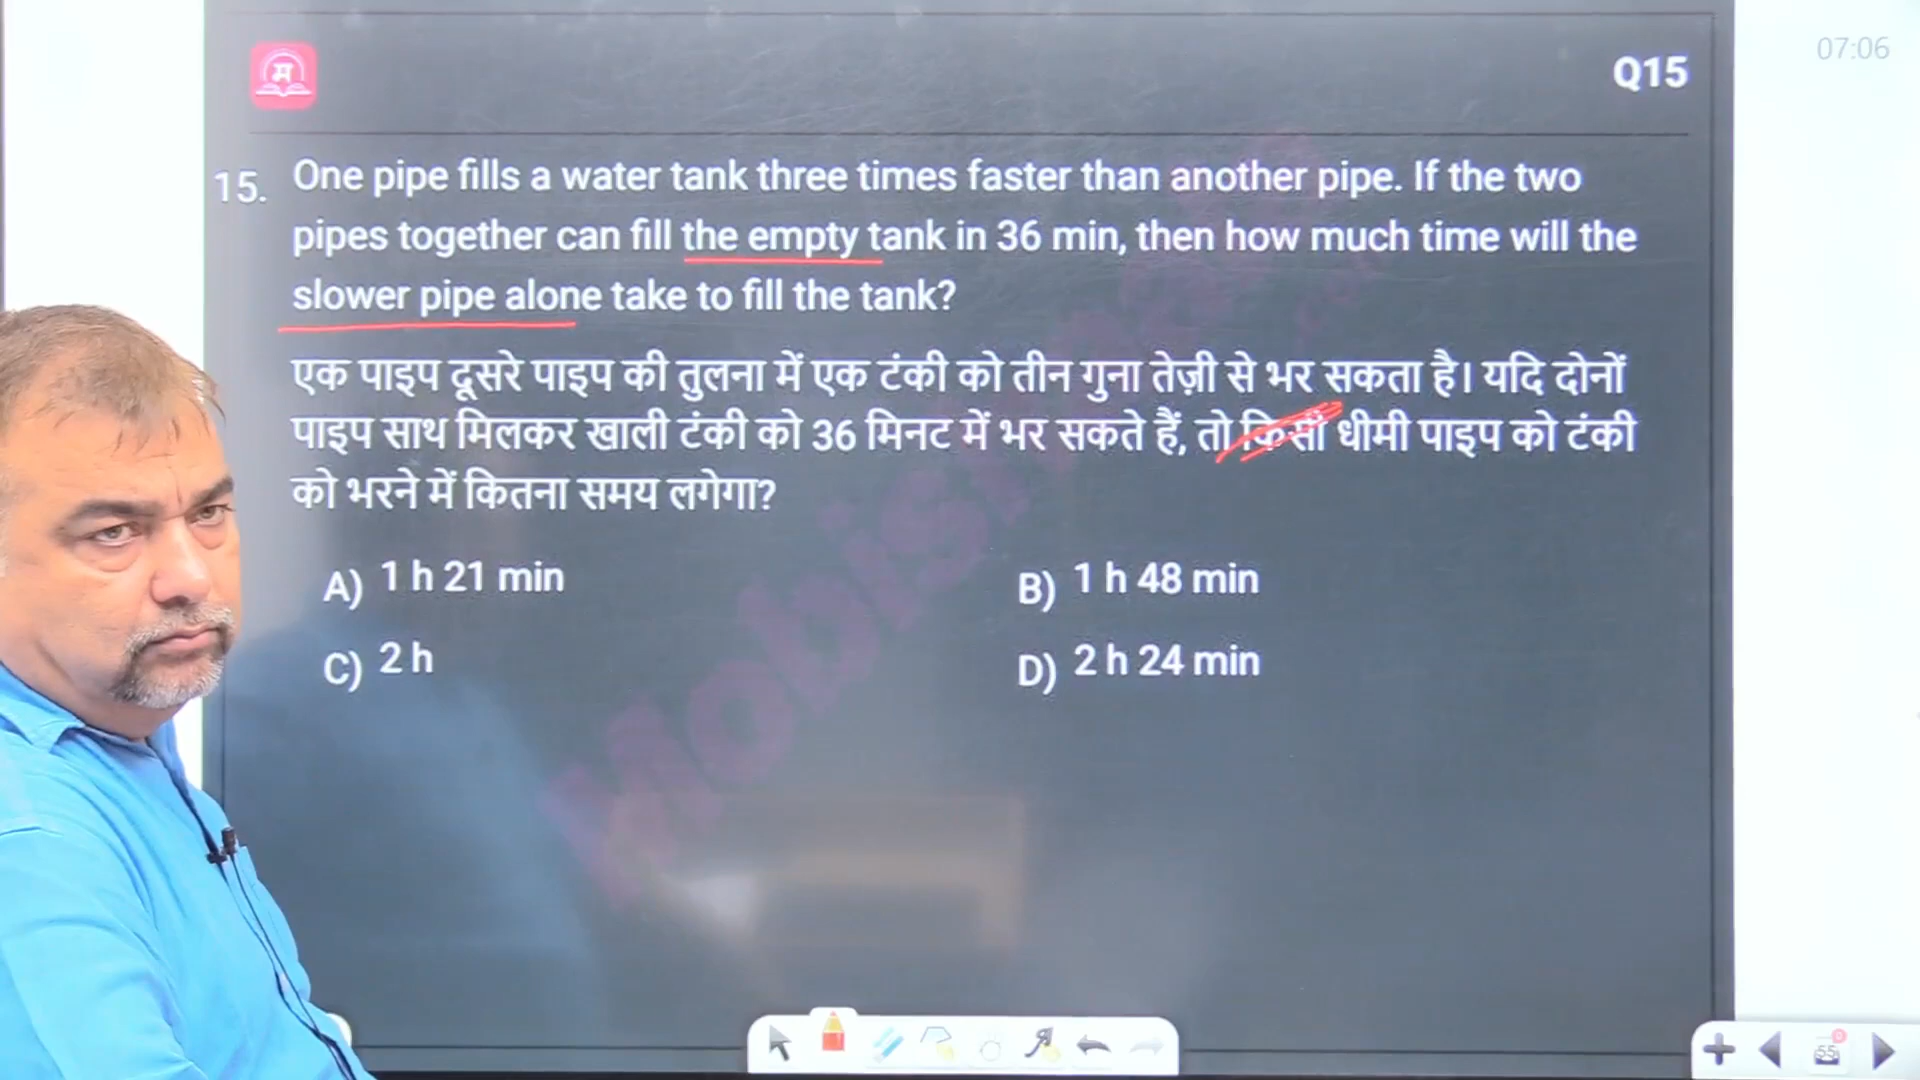 म
Q15
07:06
15. One pipe fills a water tank three times faster than another pipe. If the two
pipes together can fill the empty tank in 36 min, then how much time will the
slower pipe alone take to fill the tank?
एक पाइप दूसरे पाइप की तुलना में एक टंकी को तीन गुना तेज़ी से भर सकता है। यदि दोनों
पाइप साथ मिलकर खाली टंकी को 36 मिनट में भर सकते हैं, तो किसी धीमी पाइप को टंकी
को भरने में कितना समय लगेगा?
A) 1 h 21 min
B) 1 h 48 min
C) 2 h
D) 2 h 24 min
55